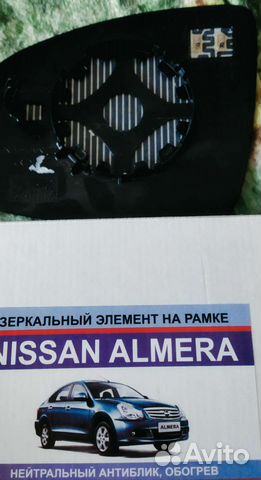 ЗЕРКАЛЬНЫЙ ЭЛЕМЕНТ НА РАМКЕ
NISSAN ALMERA
ALMERA
НЕЙТРАЛЬНЫЙ АНТИБЛИК, ОБОГРЕВ
Avito